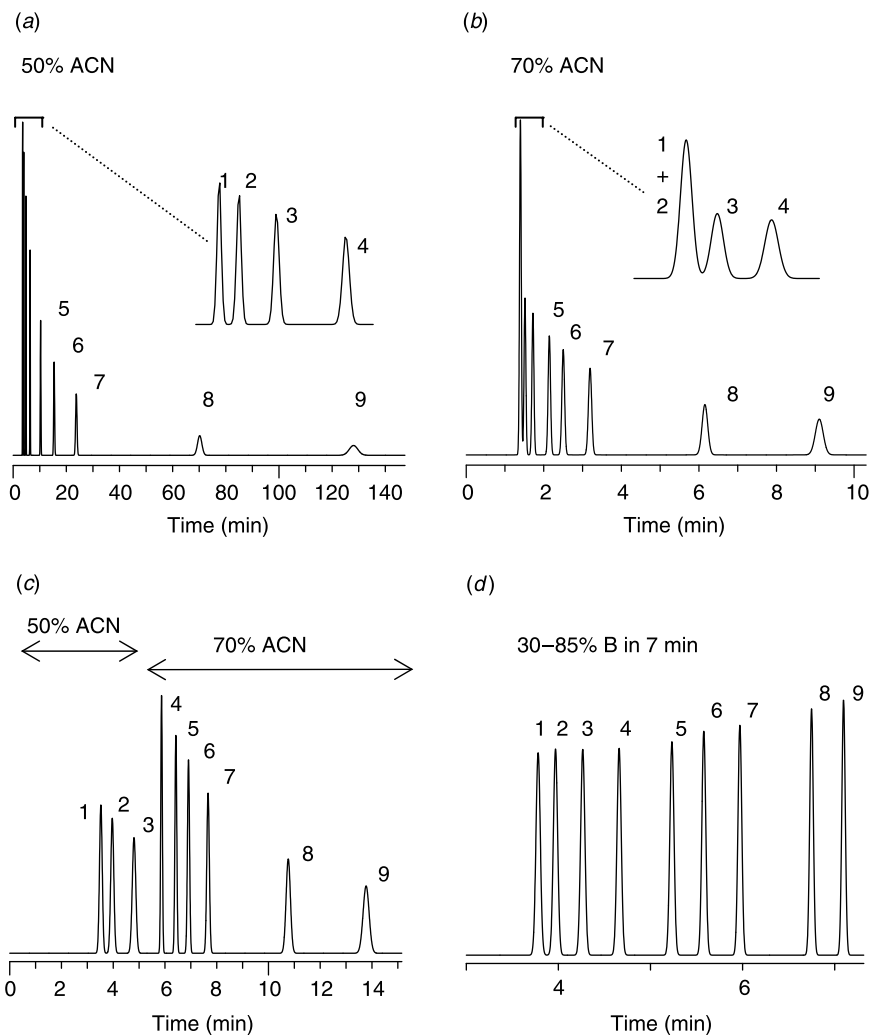 (a)
50% ACN
1 2 3 4
5
6
7
8 9
0 20 40 60 80 100 120 140
Time (min)
(b)
70% ACN
1
+
2 3 4
5
6
7
8 9
0 2 4 6 8 10
Time (min)
(c)
50% ACN
70% ACN
1 2 3 4 5 6 7 8 9
0 2 4 6 8 10 12 14
Time (min)
(d)
30–85% B in 7 min
1 2 3 4 5 6 7 8 9
4 6
Time (min)